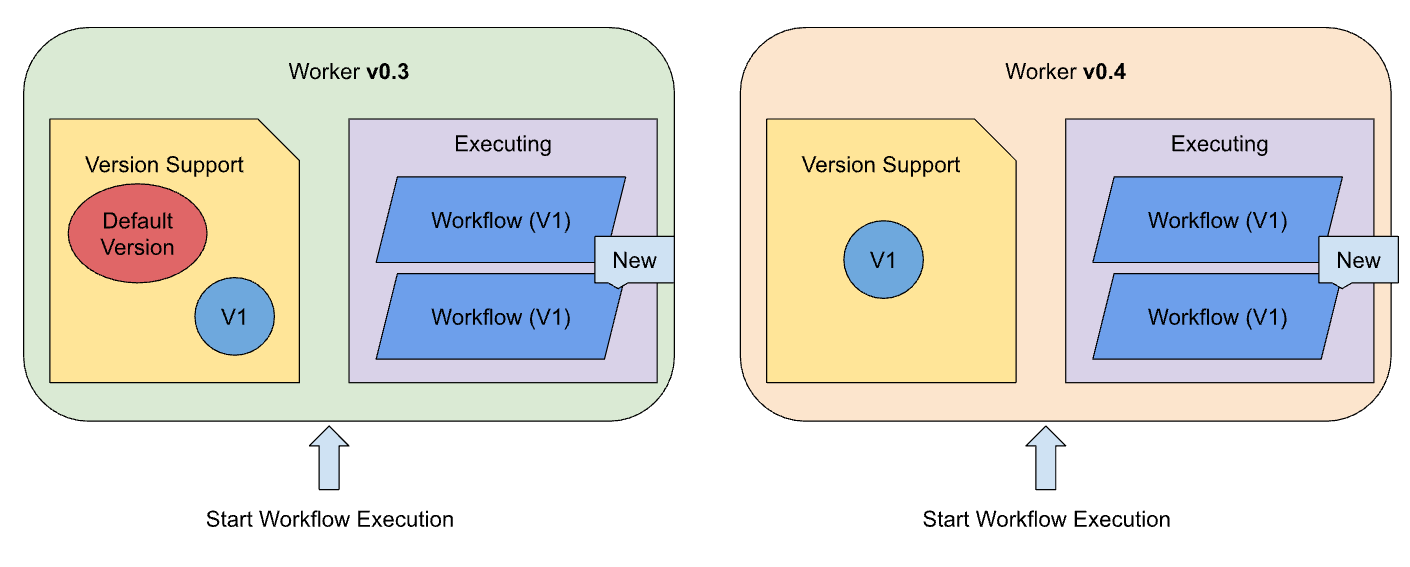 Worker v0.3
Version Support
Default
Version
V1
Executing
Workflow (V1)
New
Workflow (V1)
Start Workflow Execution
Worker v0.4
Version Support
V1
Executing
Workflow (V1)
New
Workflow (V1)
Start Workflow Execution